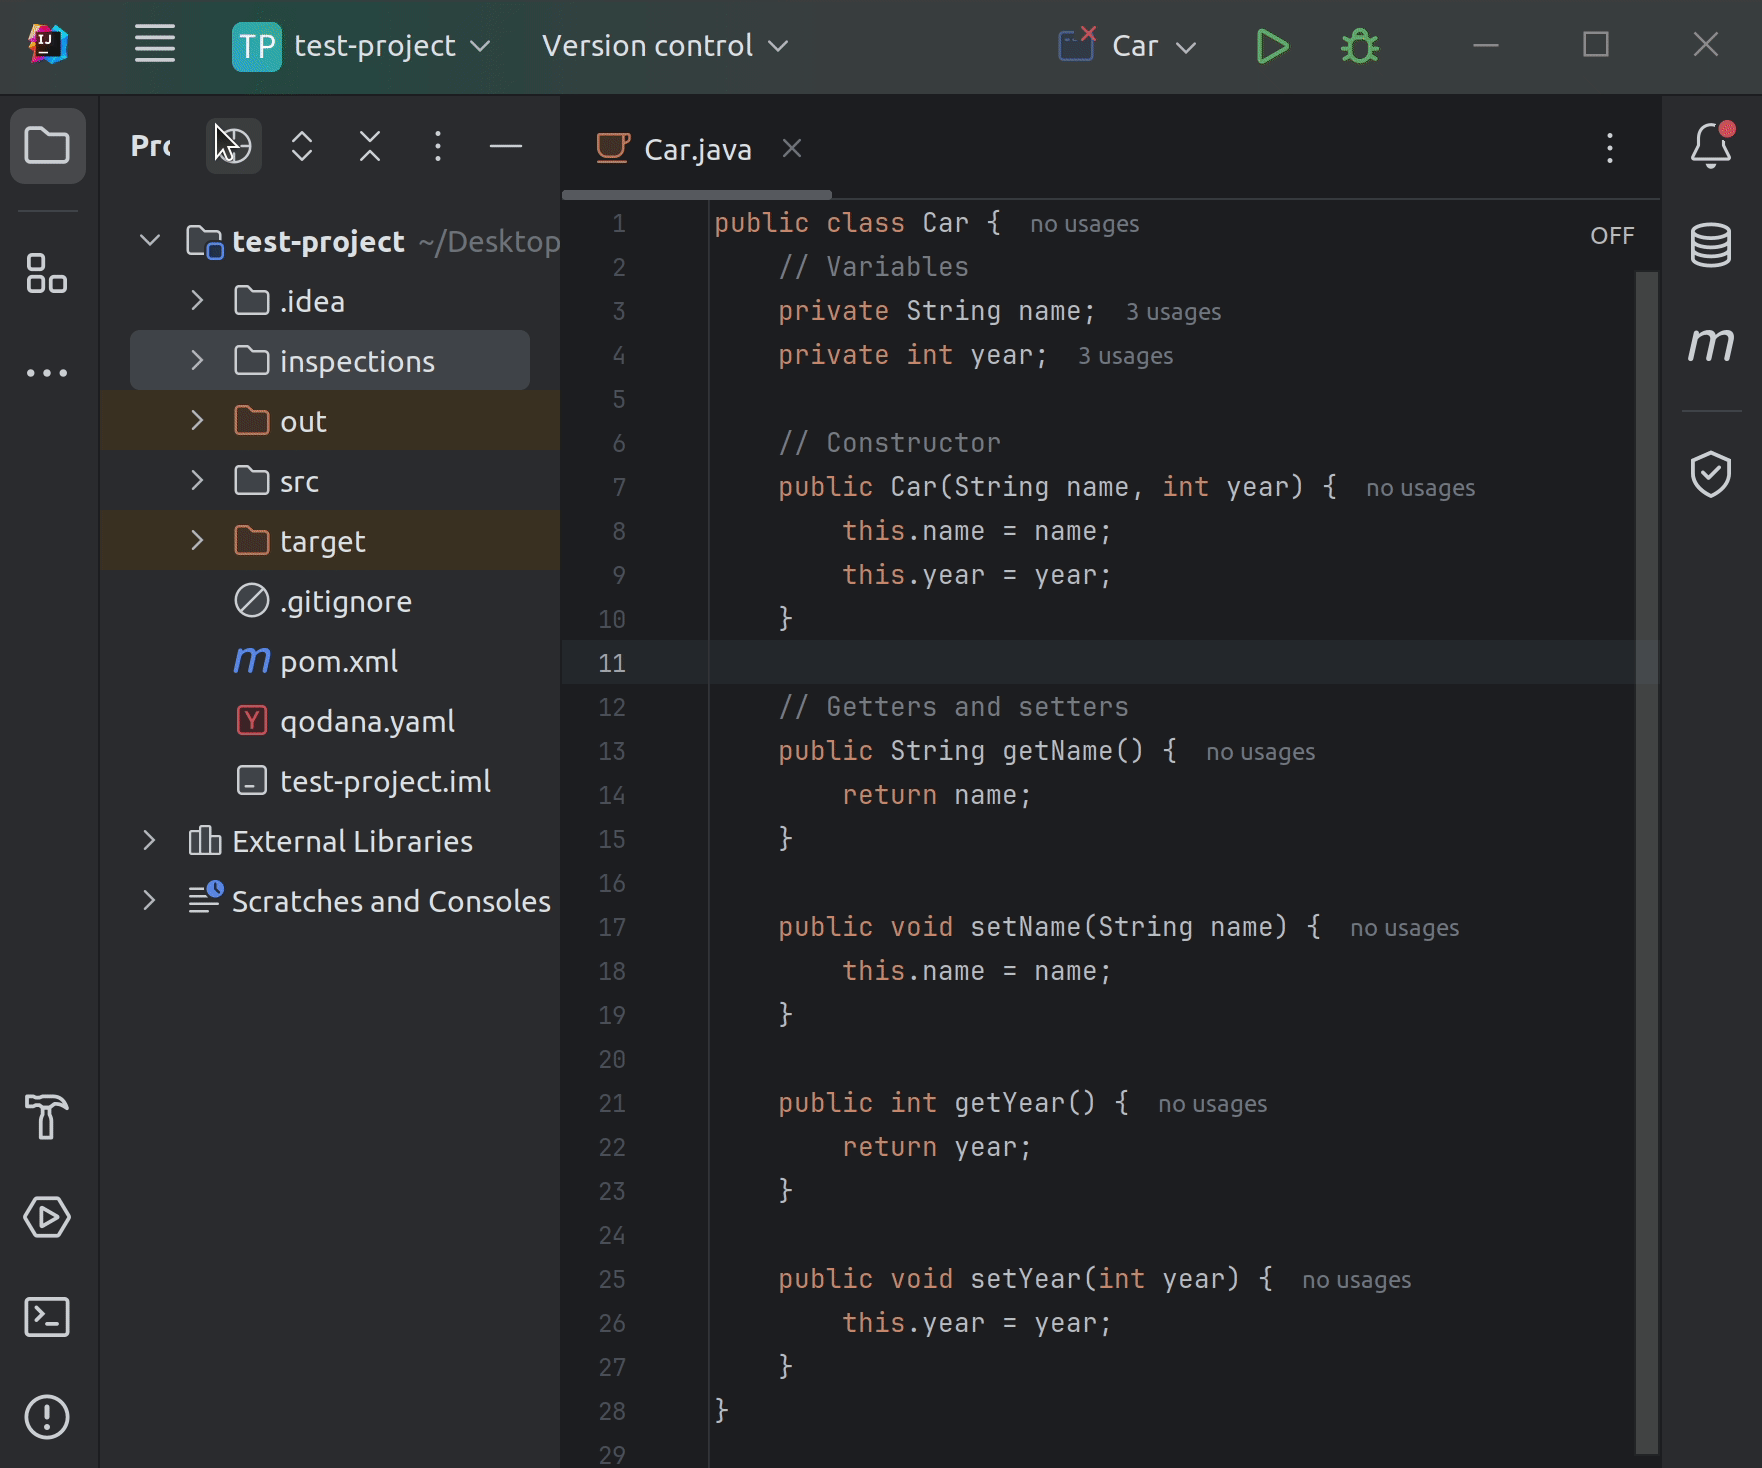 IJ
TP test-project Version control Car
Pro
Car.java
test-project ~/Desktop
.idea
inspections
out
src
target
.gitignore
m pom.xml
Y qodana.yaml
test-project.iml
External Libraries
Scratches and Consoles
OFF
m
1 public class Car { no usages
2 // Variables
3 private String name; 3 usages
4 private int year; 3 usages
5
6 // Constructor
7 public Car(String name, int year) { no usages
8 this.name = name;
9 this.year = year;
10 }
11
12 // Getters and setters
13 public String getName() { no usages
14 return name;
15 }
16
17 public void setName(String name) { no usages
18 this.name = name;
19 }
20
21 public int getYear() { no usages
22 return year;
23 }
24
25 public void setYear(int year) { no usages
26 this.year = year;
27 }
28 }
29